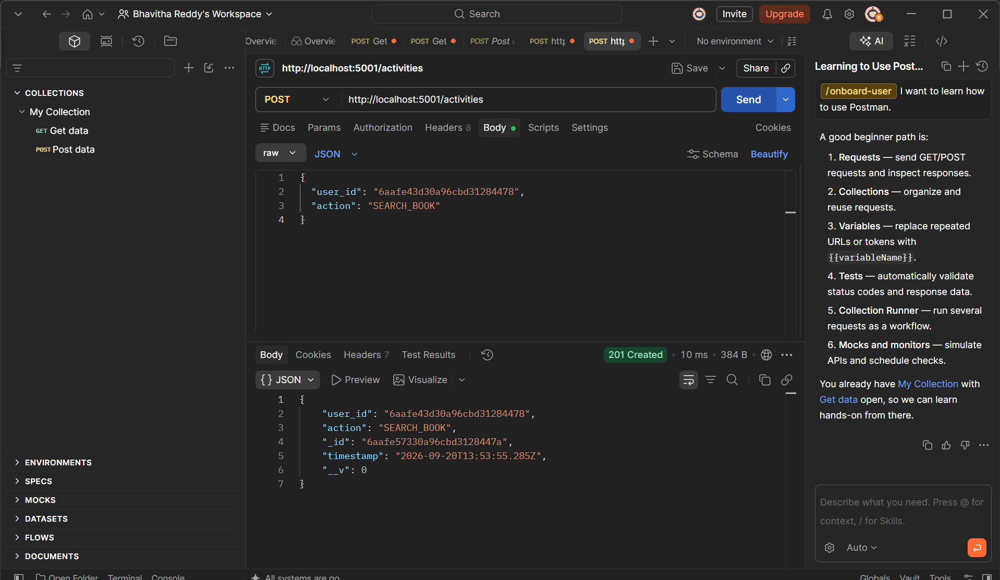 Bhavitha Reddy's Workspace
Search
Invite
Upgrade
B
Overvie
Overvie
POST Get
POST Get
POST Post
POST http
POST http
No environment
AI
HTTP
http://localhost:5001/activities
Save
Share
Learning to Use Post...
COLLECTIONS
My Collection
GET Get data
POST Post data
POST
http://localhost:5001/activities
Send
/onboard-user I want to learn how
to use Postman.
Docs
Params
Authorization
Headers 8
Body
Scripts
Settings
Cookies
raw
JSON
Schema
Beautify
1 {
2 "user_id": "6aafe43d30a96cbd31284478",
3 "action": "SEARCH_BOOK"
4 }
A good beginner path is:
1. Requests — send GET/POST
requests and inspect responses.
2. Collections — organize and
reuse requests.
3. Variables — replace repeated
URLs or tokens with
{{variableName}}.
4. Tests — automatically validate
status codes and response data.
5. Collection Runner — run several
requests as a workflow.
6. Mocks and monitors — simulate
APIs and schedule checks.
You already have My Collection with
Get data open, so we can learn
hands-on from there.
Body
Cookies
Headers 7
Test Results
201 Created
10 ms
384 B
{} JSON
Preview
Visualize
1 {
2 "user_id": "6aafe43d30a96cbd31284478",
3 "action": "SEARCH_BOOK",
4 "_id": "6aafe57330a96cbd3128447a",
5 "timestamp": "2026-09-20T13:53:55.285Z",
6 "__v": 0
7 }
ENVIRONMENTS
SPECS
MOCKS
DATASETS
FLOWS
DOCUMENTS
Describe what you need. Press @ for
context, / for Skills.
Auto
Open Folder
Terminal
Console
All systems are go
Globals
Vault
Tools